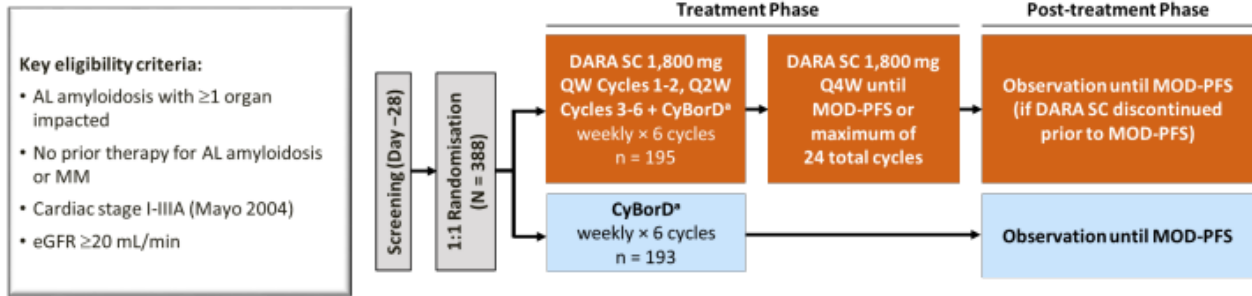 Treatment Phase
Post-treatment Phase
Key eligibility criteria:
• AL amyloidosis with ≥1 organ
impacted
• No prior therapy for AL amyloidosis
or MM
• Cardiac stage I-IIIA (Mayo 2004)
• eGFR ≥20 mL/min
Screening (Day –28)
1:1 Randomisation
(N = 388)
DARA SC 1,800 mg
QW Cycles 1-2, Q2W
Cycles 3-6 + CyBorDᵃ
weekly × 6 cycles
n = 195
DARA SC 1,800 mg
Q4W until
MOD-PFS or
maximum of
24 total cycles
Observation until MOD-PFS
(if DARA SC discontinued
prior to MOD-PFS)
CyBorDᵃ
weekly × 6 cycles
n = 193
Observation until MOD-PFS